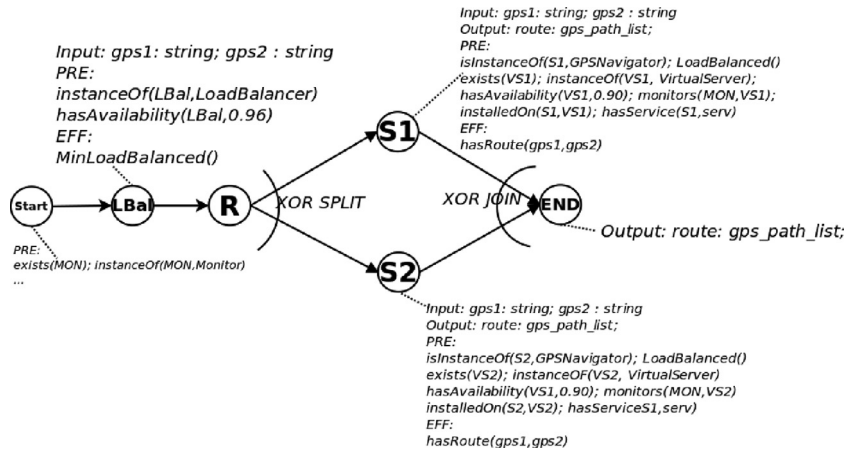 Input: gps1: string; gps2 : string
Output: route: gps_path_list;
PRE:
isInstanceOf(S1,GPSNavigator); LoadBalanced()
exists(VS1); instanceOf(VS1, VirtualServer);
hasAvailability(VS1,0.90); monitors(MON,VS1);
installedOn(S1,VS1); hasService(S1,serv)
EFF:
hasRoute(gps1,gps2)
Input: gps1: string; gps2 : string
PRE:
instanceOf(LBal,LoadBalancer)
hasAvailability(LBal,0.96)
EFF:
MinLoadBalanced()
S1
Start
LBal
R
XOR SPLIT
XOR JOIN
END
Output: route: gps_path_list;
PRE:
exists(MON); instanceOf(MON,Monitor)
...
S2
Input: gps1: string; gps2 : string
Output: route: gps_path_list;
PRE:
isInstanceOf(S2,GPSNavigator); LoadBalanced()
exists(VS2); instanceOF(VS2, VirtualServer)
hasAvailability(VS1,0.90); monitors(MON,VS2)
installedOn(S2,VS2); hasServiceS1,serv)
EFF:
hasRoute(gps1,gps2)